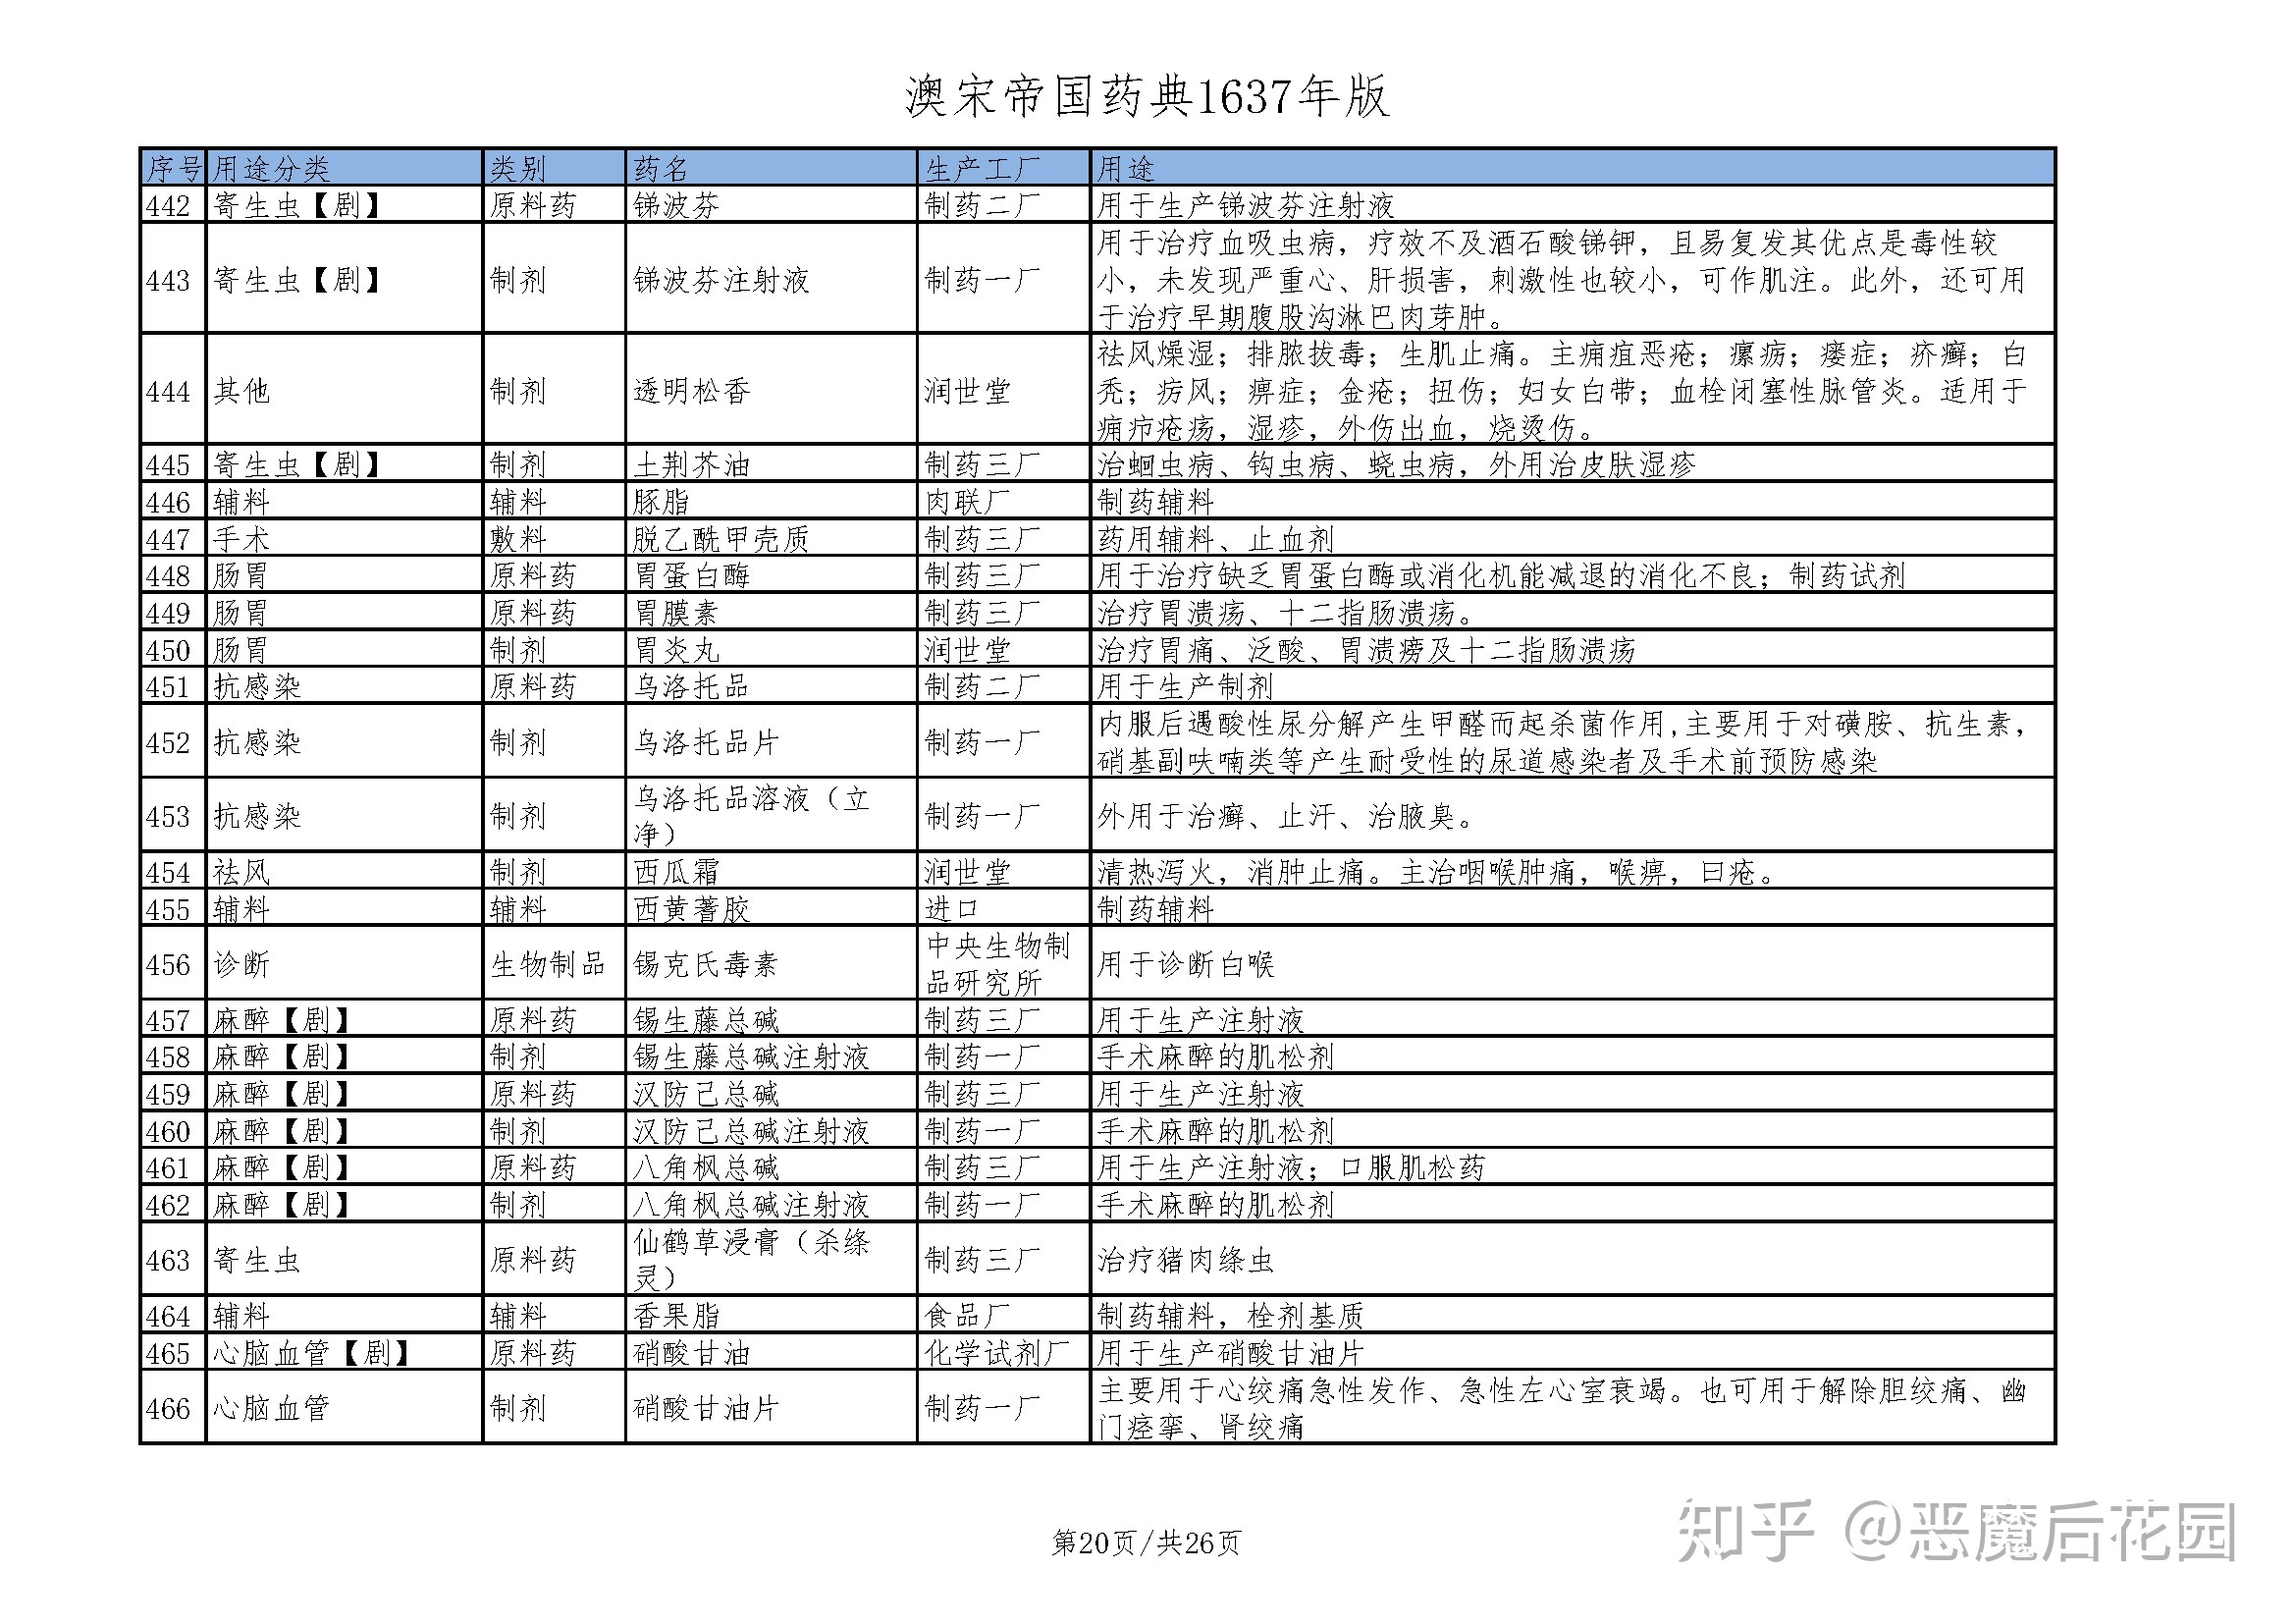 澳宋帝国药典1637年版
序号 用途分类 类别 药名 生产工厂 用途
442 寄生虫【剧】 原料药 锑波芬 制药二厂 用于生产锑波芬注射液
443 寄生虫【剧】 制剂 锑波芬注射液 制药一厂 用于治疗血吸虫病，疗效不及酒石酸锑钾，且易复发其优点是毒性较
小，未发现严重心、肝损害，刺激性也较小，可作肌注。此外，还可用
于治疗早期腹股沟淋巴肉芽肿。
444 其他 制剂 透明松香 润世堂 祛风燥湿；排脓拔毒；生肌止痛。主痈疽恶疮；瘰疬；瘘症；疥癣；白
秃；疠风；痹症；金疮；扭伤；妇女白带；血栓闭塞性脉管炎。适用于
痈疖疮疡，湿疹，外伤出血，烧烫伤。
445 寄生虫【剧】 制剂 土荆芥油 制药三厂 治蛔虫病、钩虫病、蛲虫病，外用治皮肤湿疹
446 辅料 辅料 豚脂 肉联厂 制药辅料
447 手术 敷料 脱乙酰甲壳质 制药三厂 药用辅料、止血剂
448 肠胃 原料药 胃蛋白酶 制药三厂 用于治疗缺乏胃蛋白酶或消化机能减退的消化不良；制药试剂
449 肠胃 原料药 胃膜素 制药三厂 治疗胃溃疡、十二指肠溃疡。
450 肠胃 制剂 胃炎丸 润世堂 治疗胃痛、泛酸、胃溃痬及十二指肠溃疡
451 抗感染 原料药 乌洛托品 制药二厂 用于生产制剂
452 抗感染 制剂 乌洛托品片 制药一厂 内服后遇酸性尿分解产生甲醛而起杀菌作用,主要用于对磺胺、抗生素，
硝基副呋喃类等产生耐受性的尿道感染者及手术前预防感染
453 抗感染 制剂 乌洛托品溶液（立
净） 制药一厂 外用于治癣、止汗、治腋臭。
454 祛风 制剂 西瓜霜 润世堂 清热泻火，消肿止痛。主治咽喉肿痛，喉痹，曰疮。
455 辅料 辅料 西黄蓍胶 进口 制药辅料
456 诊断 生物制品 锡克氏毒素 中央生物制
品研究所 用于诊断白喉
457 麻醉【剧】 原料药 锡生藤总碱 制药三厂 用于生产注射液
458 麻醉【剧】 制剂 锡生藤总碱注射液 制药一厂 手术麻醉的肌松剂
459 麻醉【剧】 原料药 汉防己总碱 制药三厂 用于生产注射液
460 麻醉【剧】 制剂 汉防己总碱注射液 制药一厂 手术麻醉的肌松剂
461 麻醉【剧】 原料药 八角枫总碱 制药三厂 用于生产注射液；口服肌松药
462 麻醉【剧】 制剂 八角枫总碱注射液 制药一厂 手术麻醉的肌松剂
463 寄生虫 原料药 仙鹤草浸膏（杀绦
灵） 制药三厂 治疗猪肉绦虫
464 辅料 辅料 香果脂 食品厂 制药辅料，栓剂基质
465 心脑血管【剧】 原料药 硝酸甘油 化学试剂厂 用于生产硝酸甘油片
466 心脑血管 制剂 硝酸甘油片 制药一厂 主要用于心绞痛急性发作、急性左心室衰竭。也可用于解除胆绞痛、幽
门痉挛、肾绞痛
第20页/共26页
知乎 @恶魔后花园